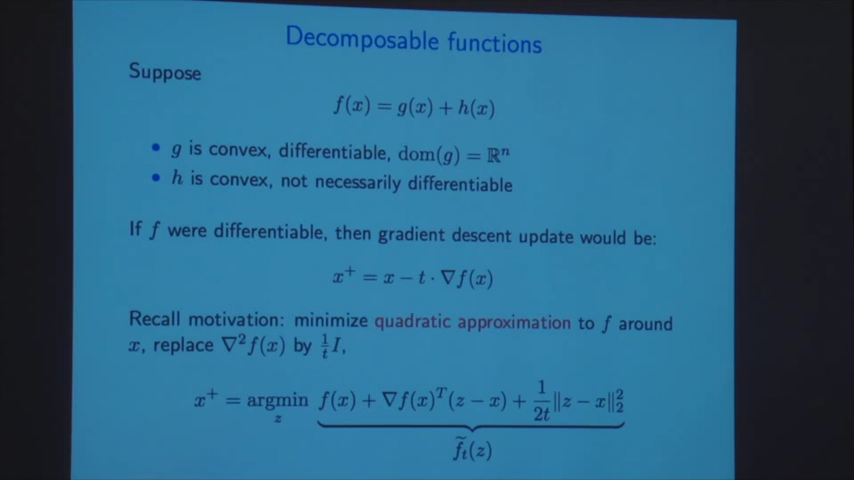 Decomposable functions
Suppose
f(x) = g(x) + h(x)
• g is convex, differentiable, dom(g) = ℝⁿ
• h is convex, not necessarily differentiable
If f were differentiable, then gradient descent update would be:
x⁺ = x − t · ∇f(x)
Recall motivation: minimize quadratic approximation to f around
x, replace ∇²f(x) by 1/t I,
x⁺ = argmin_z f(x) + ∇f(x)ᵀ(z − x) + 1/2t ‖z − x‖₂²
f̃ₜ(z)